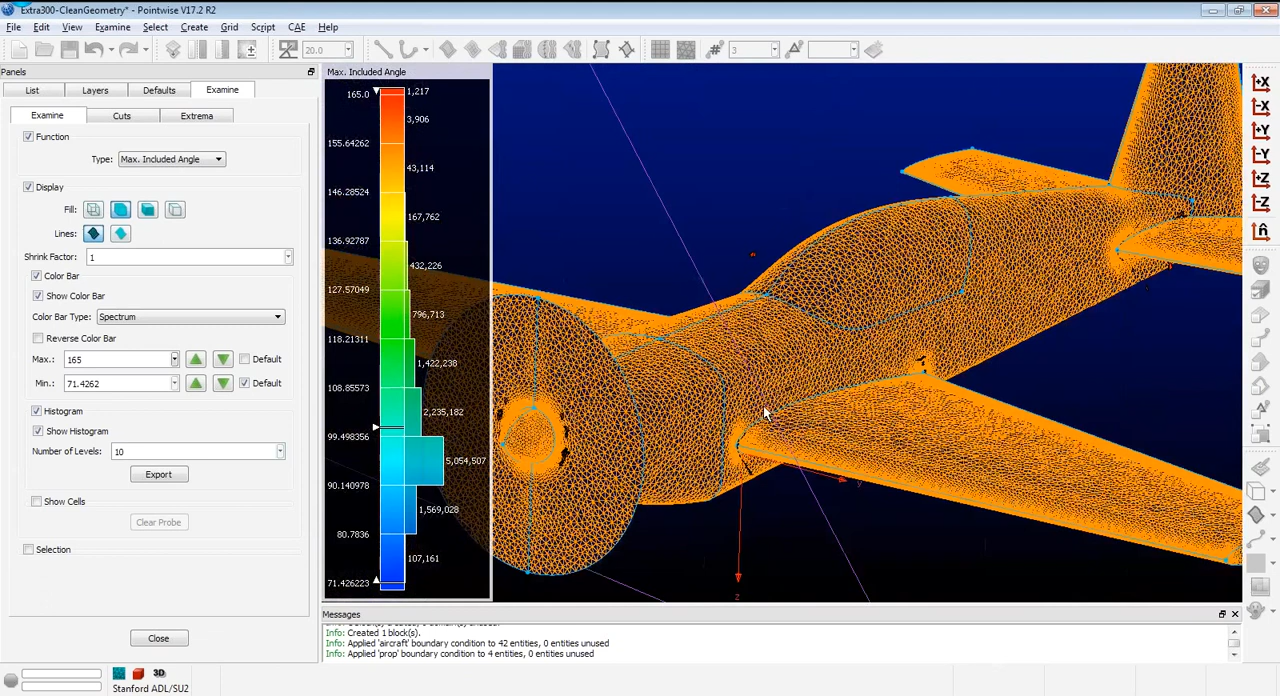 Extra300-CleanGeometry* - Pointwise V17.2 R2
File Edit View Examine Select Create Grid Script CAE Help
20.0
3
Panels
List Layers Defaults Examine
Examine Cuts Extrema
Function
Type: Max. Included Angle
Display
Fill:
Lines:
Shrink Factor: 1
Color Bar
Show Color Bar
Color Bar Type: Spectrum
Reverse Color Bar
Max.: 165 Default
Min.: 71.4262 Default
Histogram
Show Histogram
Number of Levels: 10
Export
Show Cells
Clear Probe
Selection
Close
Max. Included Angle
165.0 1,217
3,906
155.64262
43,114
146.28524
167,762
136.92787
432,226
127.57049
796,713
118.21311
1,422,238
108.85573
2,235,182
99.498356
5,054,507
90.140978
1,569,028
80.7836
107,161
71.426223
y
z
+X
-X
+Y
-Y
+Z
-Z
n
Messages
Info: Created 1 block(s).
Info: Applied 'aircraft' boundary condition to 42 entities, 0 entities unused
Info: Applied 'prop' boundary condition to 4 entities, 0 entities unused
3D
Stanford ADL/SU2